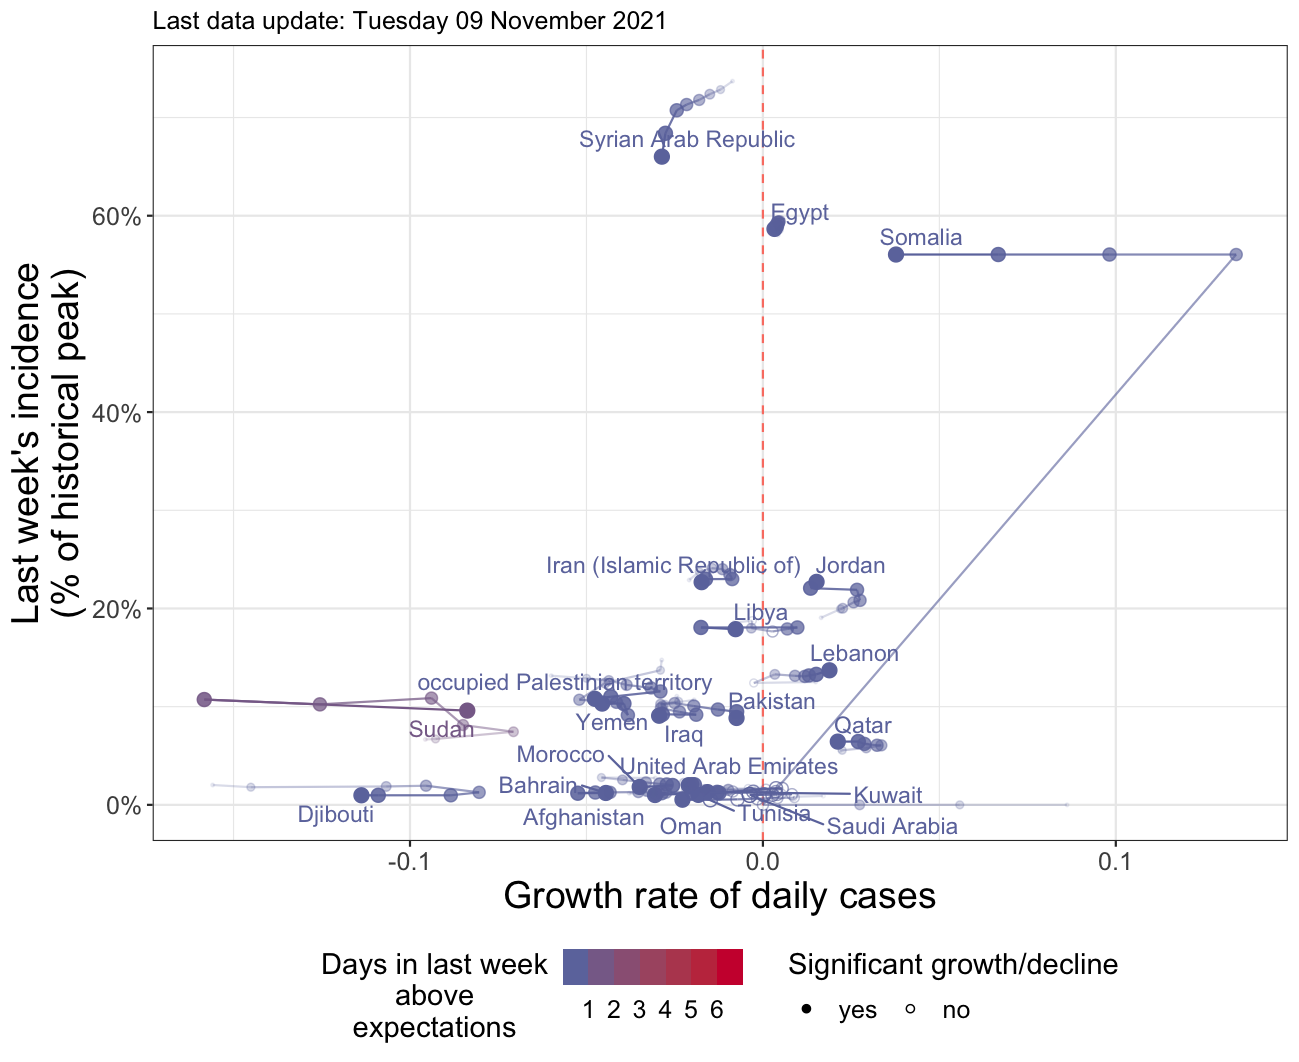 Last data update: Tuesday 09 November 2021
Last week's incidence
(% of historical peak)
60%
40%
20%
0%
Syrian Arab Republic
Egypt
Somalia
Iran (Islamic Republic of)
Jordan
Libya
Lebanon
occupied Palestinian territory
Pakistan
Sudan
Yemen
Iraq
Qatar
Morocco
United Arab Emirates
Bahrain
Kuwait
Djibouti
Afghanistan
Tunisia
Oman
Saudi Arabia
-0.1
0.0
0.1
Growth rate of daily cases
Days in last week
above
expectations
1 2 3 4 5 6
Significant growth/decline
yes
no